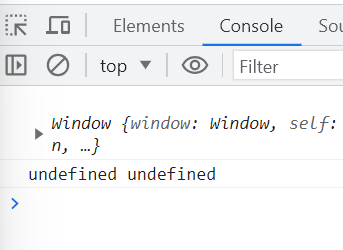 Elements Console Sou
top Filter
Window {window: Window, self:
n, …}
undefined undefined